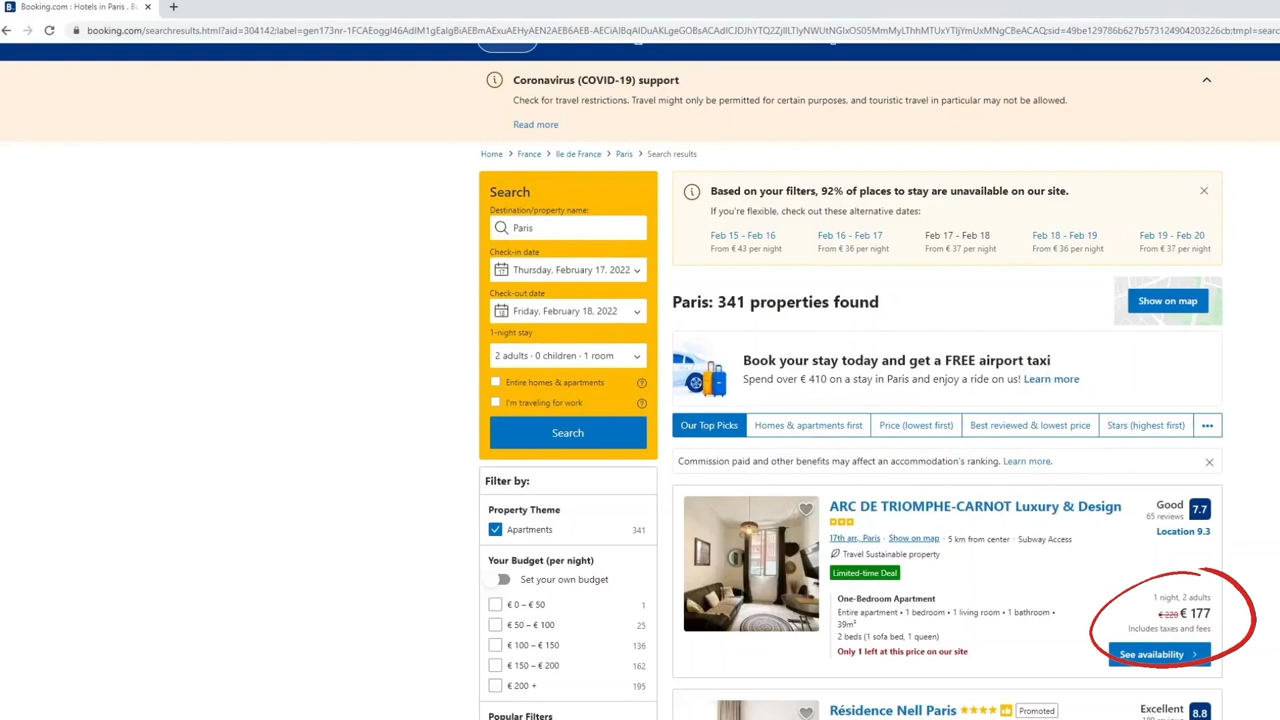 Booking.com : Hotels in Paris . B
Coronavirus (COVID-19) support
Check for travel restrictions. Travel might only be permitted for certain purposes, and touristic travel in particular may not be allowed.
Read more
Home > France > Ile de France > Paris > Search results
Search
Destination/property name:
Paris
Check-in date
17
Thursday, February 17, 2022
Check-out date
18
Friday, February 18, 2022
1-night stay
2 adults · 0 children · 1 room
Entire homes & apartments
I'm traveling for work
Search
Based on your filters, 92% of places to stay are unavailable on our site.
If you're flexible, check out these alternative dates:
Feb 15 - Feb 16 Feb 16 - Feb 17 Feb 17 - Feb 18 Feb 18 - Feb 19 Feb 19 - Feb 20
From € 43 per night From € 36 per night From € 37 per night From € 36 per night From € 37 per night
Paris: 341 properties found
Show on map
Book your stay today and get a FREE airport taxi
Spend over € 410 on a stay in Paris and enjoy a ride on us! Learn more
Our Top Picks Homes & apartments first Price (lowest first) Best reviewed & lowest price Stars (highest first) •••
Commission paid and other benefits may affect an accommodation's ranking. Learn more.
Filter by:
Property Theme
Apartments 341
Your Budget (per night)
Set your own budget
€ 0 – € 50 1
€ 50 – € 100 25
€ 100 – € 150 136
€ 150 – € 200 162
€ 200 + 195
Popular Filters
ARC DE TRIOMPHE-CARNOT Luxury & Design
Good 7.7
65 reviews
Location 9.3
17th arr., Paris · Show on map · 5 km from center · Subway Access
Travel Sustainable property
Limited-time Deal
One-Bedroom Apartment
Entire apartment • 1 bedroom • 1 living room • 1 bathroom •
39m²
2 beds (1 sofa bed, 1 queen)
Only 1 left at this price on our site
1 night, 2 adults
€ 220 € 177
Includes taxes and fees
See availability >
Résidence Nell Paris Promoted
Excellent 8.8